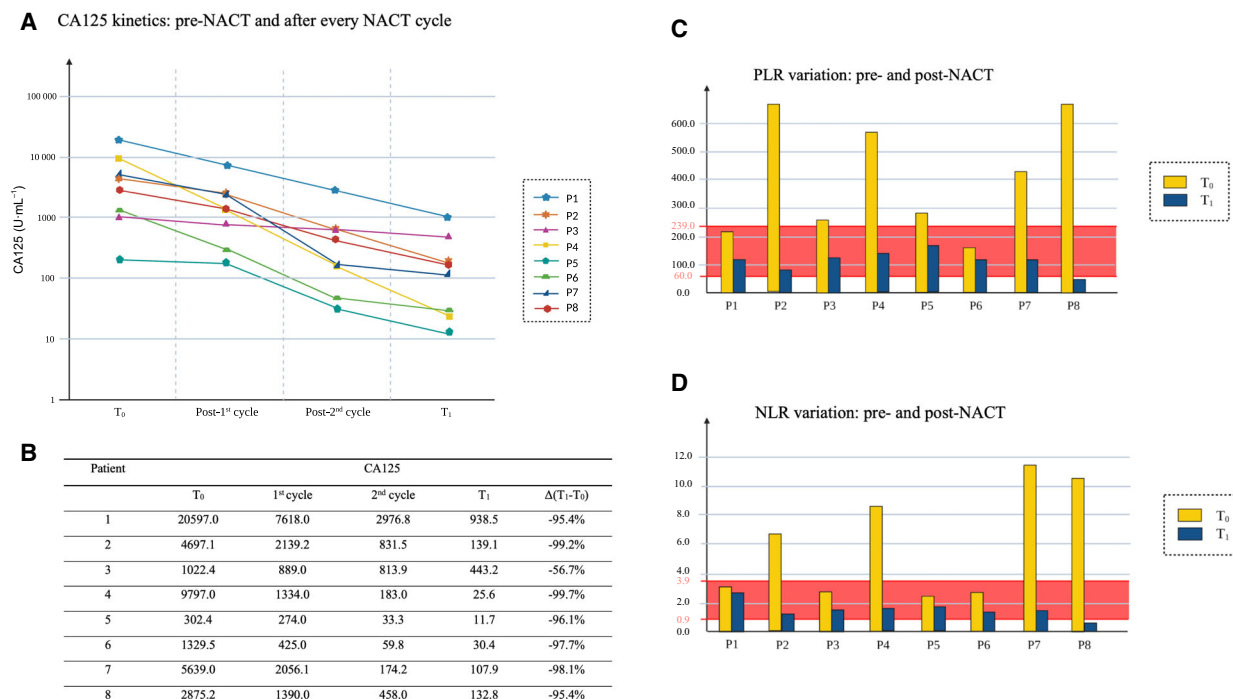 A
CA125 kinetics: pre-NACT and after every NACT cycle
CA125 (U·mL⁻¹)
100 000
10 000
1000
100
10
1
T₀ Post-1ˢᵗ cycle Post-2ⁿᵈ cycle T₁
P1
P2
P3
P4
P5
P6
P7
P8
B
Patient CA125
T₀ 1ˢᵗ cycle 2ⁿᵈ cycle T₁ Δ(T₁-T₀)
1 20597.0 7618.0 2976.8 938.5 -95.4%
2 4697.1 2139.2 831.5 139.1 -99.2%
3 1022.4 889.0 813.9 443.2 -56.7%
4 9797.0 1334.0 183.0 25.6 -99.7%
5 302.4 274.0 33.3 11.7 -96.1%
6 1329.5 425.0 59.8 30.4 -97.7%
7 5639.0 2056.1 174.2 107.9 -98.1%
8 2875.2 1390.0 458.0 132.8 -95.4%
C
PLR variation: pre- and post-NACT
600.0
500.0
400.0
300.0
239.0
200.0
100.0
60.0
0.0
P1 P2 P3 P4 P5 P6 P7 P8
T₀
T₁
D
NLR variation: pre- and post-NACT
12.0
10.0
8.0
6.0
4.0
3.9
2.0
0.9
0.0
P1 P2 P3 P4 P5 P6 P7 P8
T₀
T₁